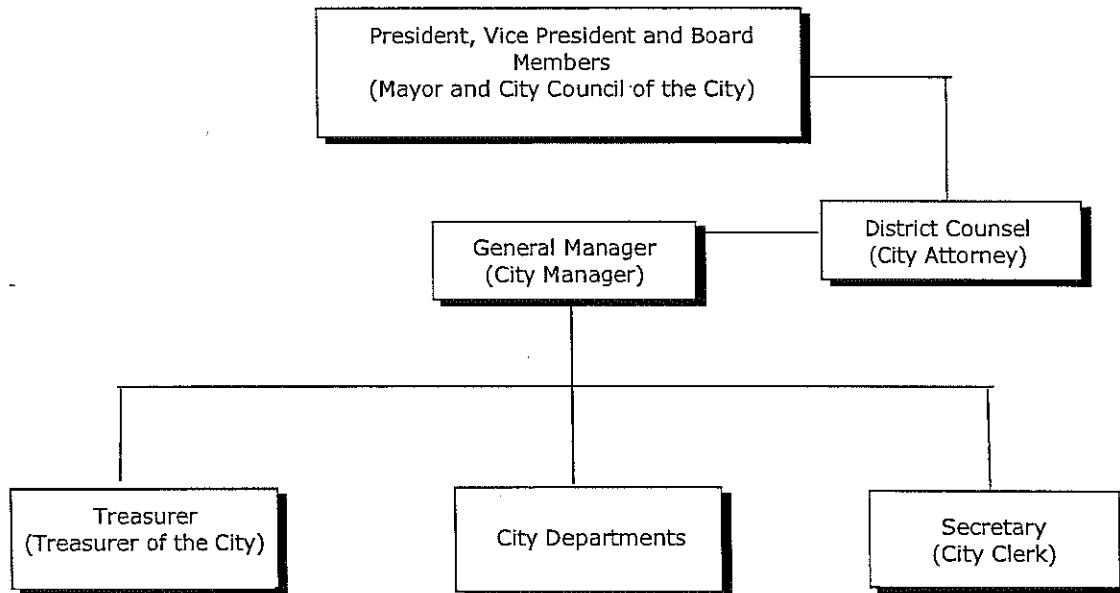 President, Vice President and Board
Members
(Mayor and City Council of the City)
District Counsel
(City Attorney)
General Manager
(City Manager)
Treasurer
(Treasurer of the City)
City Departments
Secretary
(City Clerk)